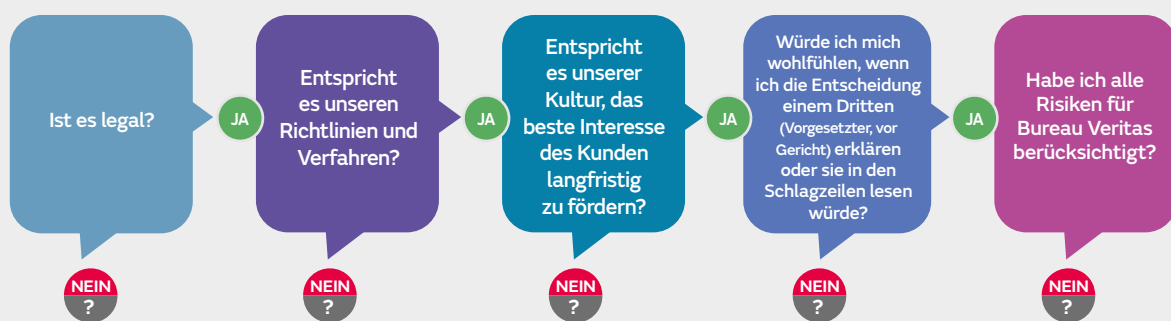 Ist es legal?
JA
Entspricht
es unseren
Richtlinien und
Verfahren?
JA
Entspricht
es unserer
Kultur, das
beste Interesse
des Kunden
langfristig
zu fördern?
JA
Würde ich mich
wohlfühlen, wenn
ich die Entscheidung
einem Dritten
(Vorgesetzter, vor
Gericht) erklären
oder sie in den
Schlagzeilen lesen
würde?
JA
Habe ich alle
Risiken für
Bureau Veritas
berücksichtigt?
NEIN
?
NEIN
?
NEIN
?
NEIN
?
NEIN
?